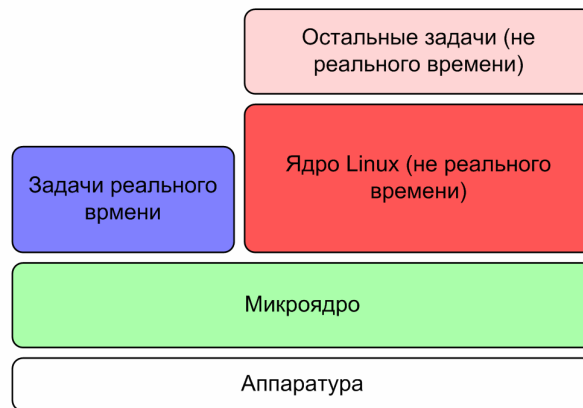 Остальные задачи (не
реального времени)
Ядро Linux (не реального
времени)
Задачи реального
врмени
Микроядро
Аппаратура